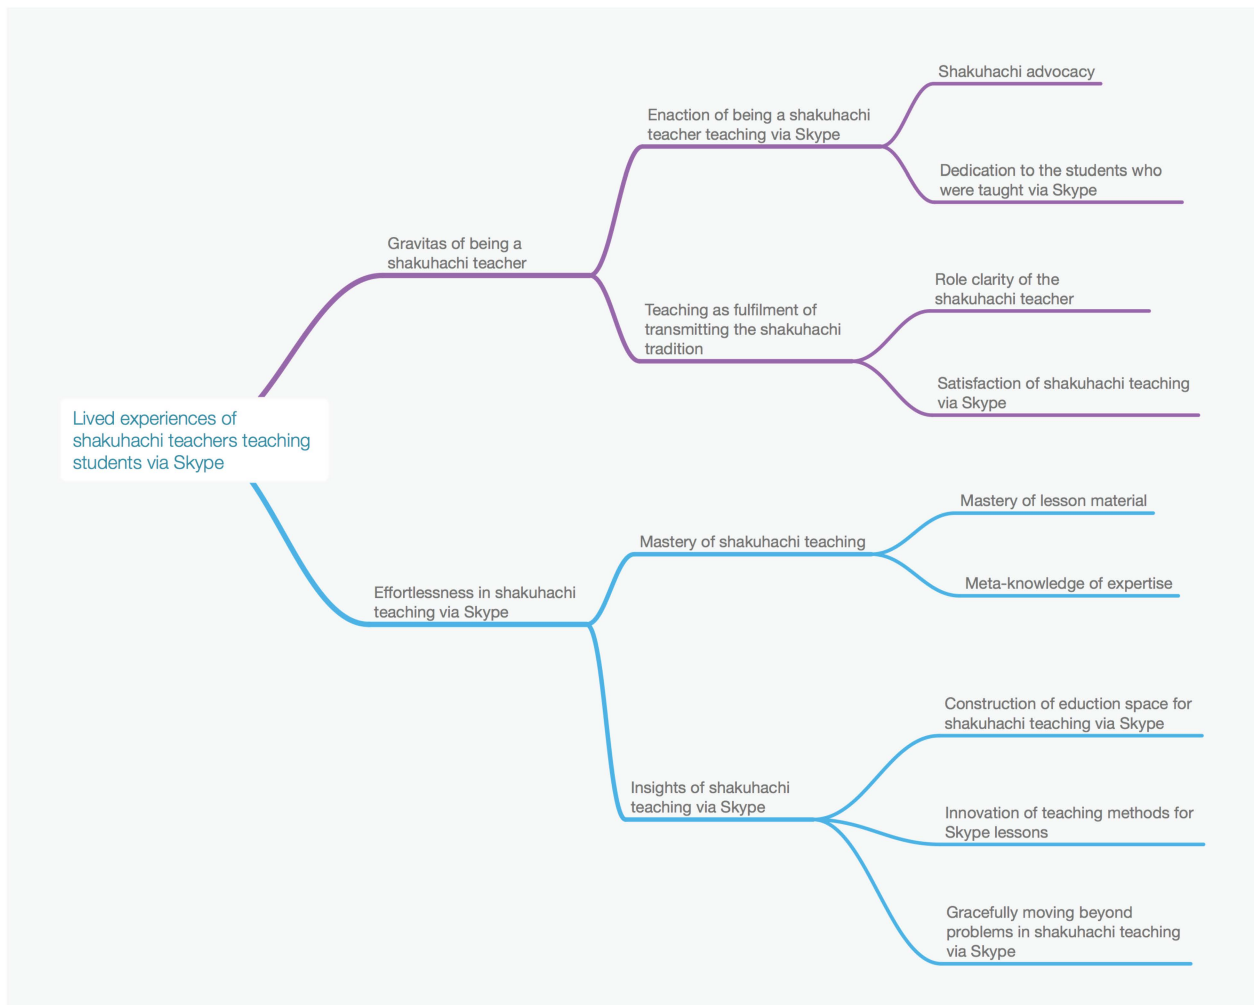 Shakuhachi advocacy
Enaction of being a shakuhachi
teacher teaching via Skype
Dedication to the students who
were taught via Skype
Gravitas of being a
shakuhachi teacher
Role clarity of the
shakuhachi teacher
Teaching as fulfilment of
transmitting the shakuhachi
tradition
Satisfaction of shakuhachi teaching
via Skype
Lived experiences of
shakuhachi teachers teaching
students via Skype
Mastery of lesson material
Mastery of shakuhachi teaching
Meta-knowledge of expertise
Effortlessness in shakuhachi
teaching via Skype
Construction of eduction space for
shakuhachi teaching via Skype
Insights of shakuhachi
teaching via Skype
Innovation of teaching methods for
Skype lessons
Gracefully moving beyond
problems in shakuhachi teaching
via Skype